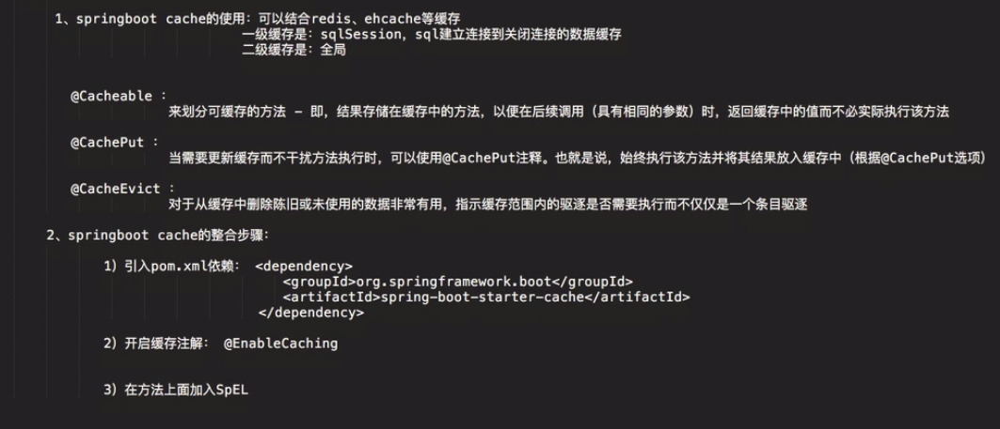 1、springboot cache的使用：可以结合redis、ehcache等缓存
一级缓存是：sqlSession，sql建立连接到关闭连接的数据缓存
二级缓存是：全局
@Cacheable ：
来划分可缓存的方法 - 即，结果存储在缓存中的方法，以便在后续调用（具有相同的参数）时，返回缓存中的值而不必实际执行该方法
@CachePut ：
当需要更新缓存而不干扰方法执行时，可以使用@CachePut注释。也就是说，始终执行该方法并将其结果放入缓存中（根据@CachePut选项）
@CacheEvict ：
对于从缓存中删除陈旧或未使用的数据非常有用，指示缓存范围内的驱逐是否需要执行而不仅仅是一个条目驱逐
2、springboot cache的整合步骤：
1）引入pom.xml依赖： <dependency>
<groupId>org.springframework.boot</groupId>
<artifactId>spring-boot-starter-cache</artifactId>
</dependency>
2）开启缓存注解： @EnableCaching
3）在方法上面加入SpEL